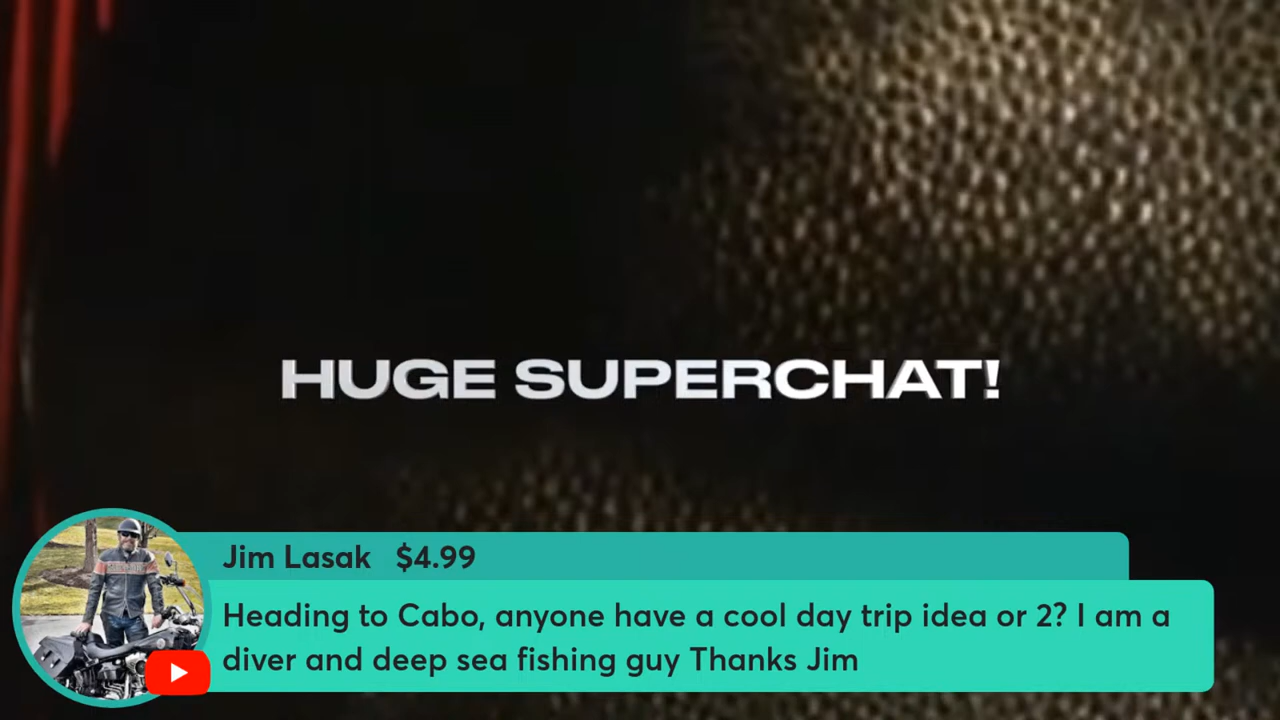 HUGE SUPERCHAT!
Jim Lasak $4.99
Heading to Cabo, anyone have a cool day trip idea or 2? I am a
diver and deep sea fishing guy Thanks Jim